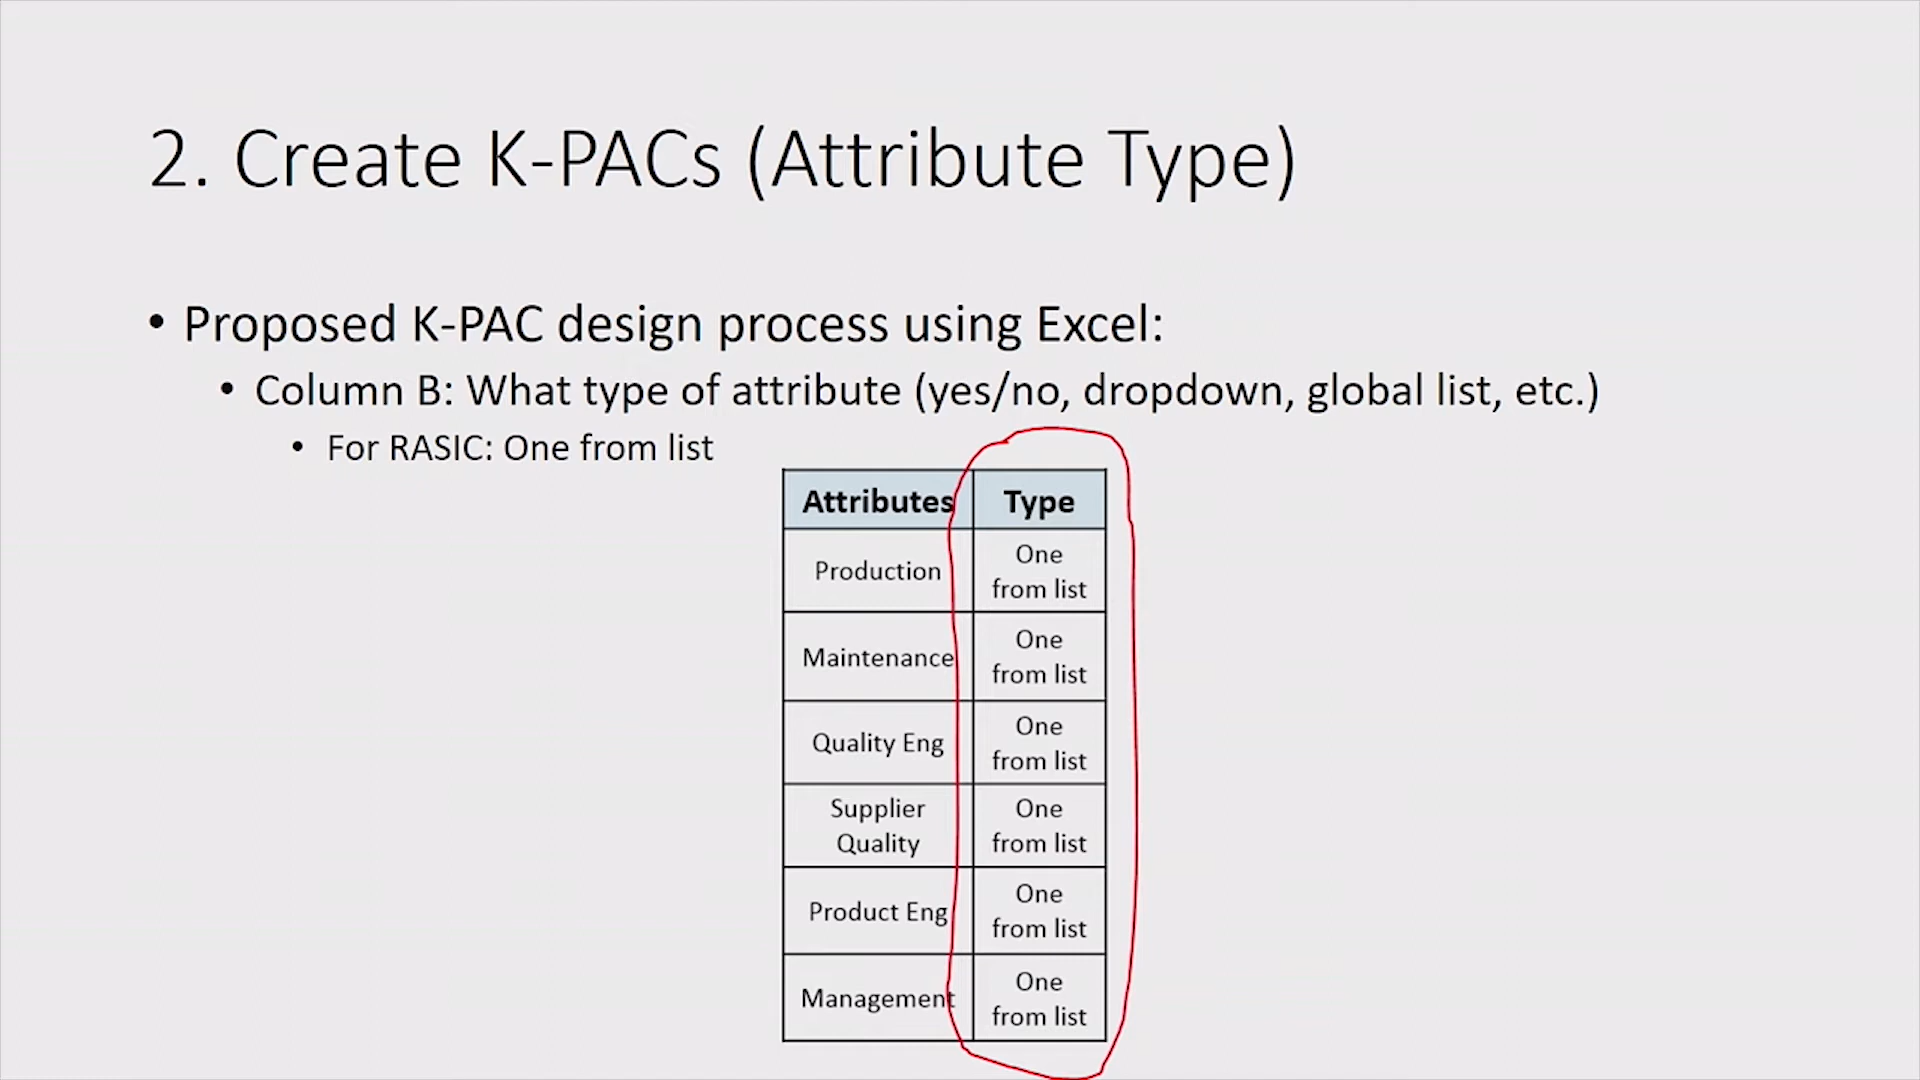 2. Create K-PACs (Attribute Type)
• Proposed K-PAC design process using Excel:
• Column B: What type of attribute (yes/no, dropdown, global list, etc.)
• For RASIC: One from list
Attributes Type
Production One
from list
Maintenance One
from list
Quality Eng One
from list
Supplier
Quality One
from list
Product Eng One
from list
Management One
from list